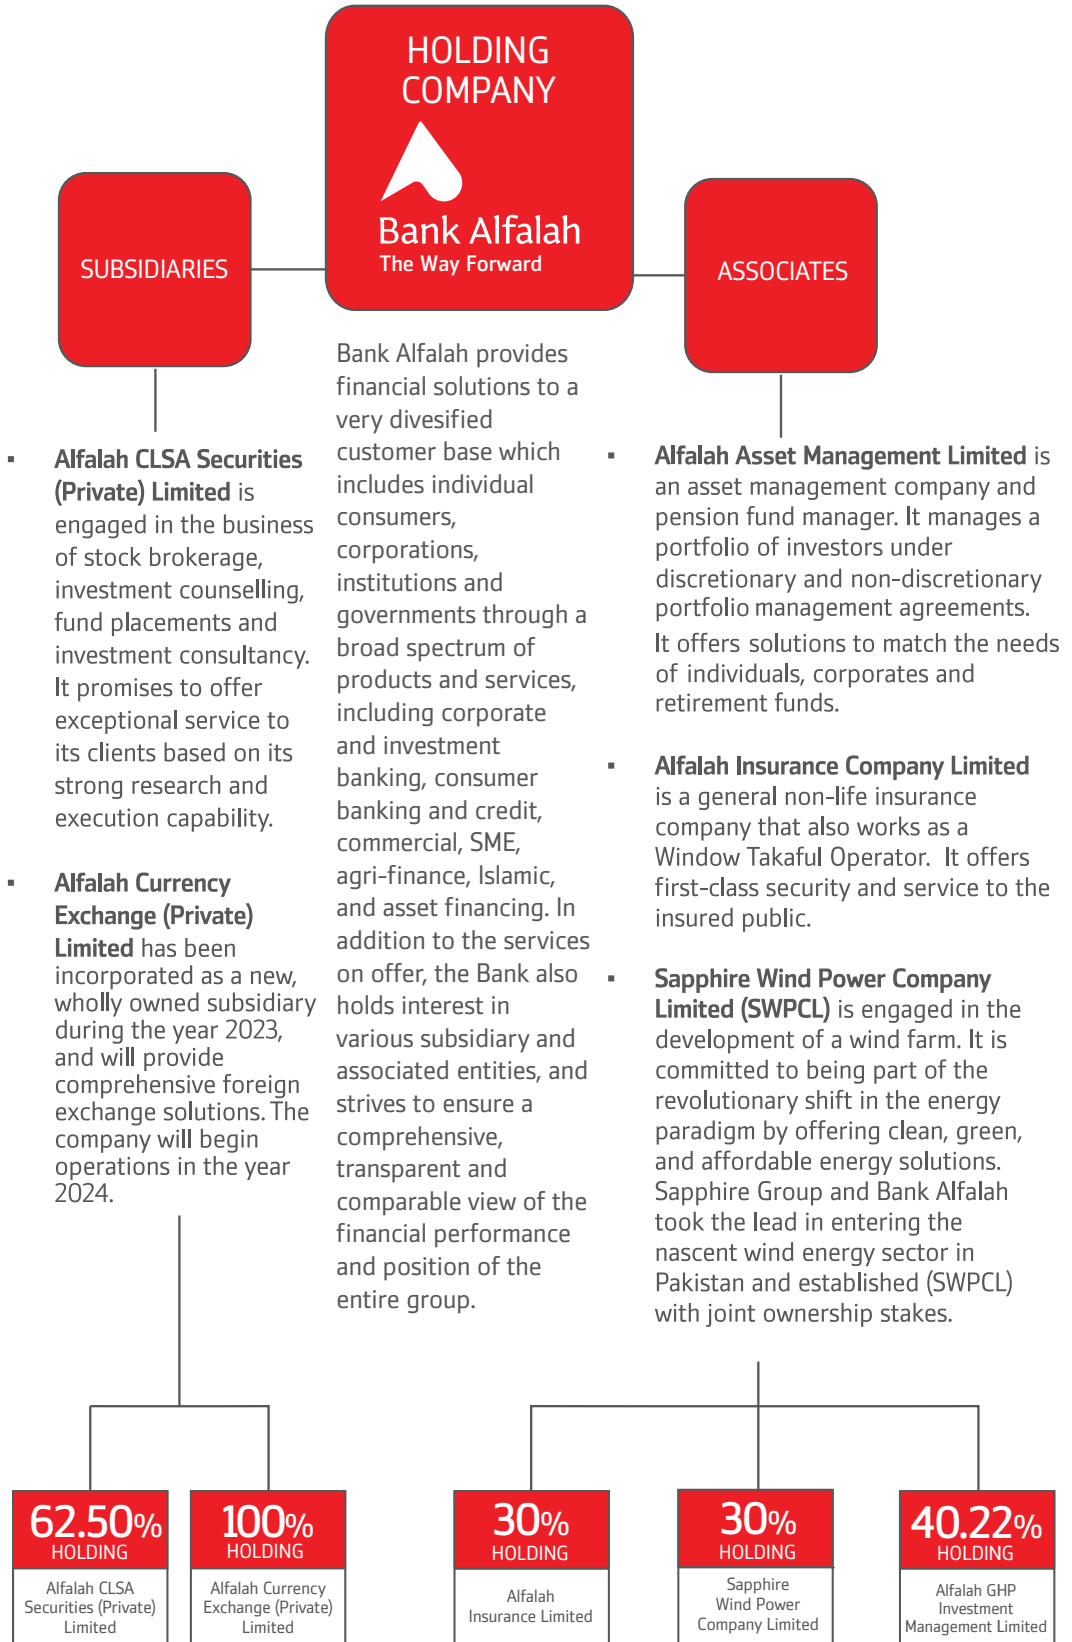 HOLDING
COMPANY
Bank Alfalah
The Way Forward
SUBSIDIARIES
ASSOCIATES
▪ Alfalah CLSA Securities
(Private) Limited is
engaged in the business
of stock brokerage,
investment counselling,
fund placements and
investment consultancy.
It promises to offer
exceptional service to
its clients based on its
strong research and
execution capability.
▪ Alfalah Currency
Exchange (Private)
Limited has been
incorporated as a new,
wholly owned subsidiary
during the year 2023,
and will provide
comprehensive foreign
exchange solutions. The
company will begin
operations in the year
2024.
Bank Alfalah provides
financial solutions to a
very divesified
customer base which
includes individual
consumers,
corporations,
institutions and
governments through a
broad spectrum of
products and services,
including corporate
and investment
banking, consumer
banking and credit,
commercial, SME,
agri-finance, Islamic,
and asset financing. In
addition to the services
on offer, the Bank also
holds interest in
various subsidiary and
associated entities, and
strives to ensure a
comprehensive,
transparent and
comparable view of the
financial performance
and position of the
entire group.
▪ Alfalah Asset Management Limited is
an asset management company and
pension fund manager. It manages a
portfolio of investors under
discretionary and non-discretionary
portfolio management agreements.
It offers solutions to match the needs
of individuals, corporates and
retirement funds.
▪ Alfalah Insurance Company Limited
is a general non-life insurance
company that also works as a
Window Takaful Operator. It offers
first-class security and service to the
insured public.
▪ Sapphire Wind Power Company
Limited (SWPCL) is engaged in the
development of a wind farm. It is
committed to being part of the
revolutionary shift in the energy
paradigm by offering clean, green,
and affordable energy solutions.
Sapphire Group and Bank Alfalah
took the lead in entering the
nascent wind energy sector in
Pakistan and established (SWPCL)
with joint ownership stakes.
62.50%
HOLDING
Alfalah CLSA
Securities (Private)
Limited
100%
HOLDING
Alfalah Currency
Exchange (Private)
Limited
30%
HOLDING
Alfalah
Insurance Limited
30%
HOLDING
Sapphire
Wind Power
Company Limited
40.22%
HOLDING
Alfalah GHP
Investment
Management Limited